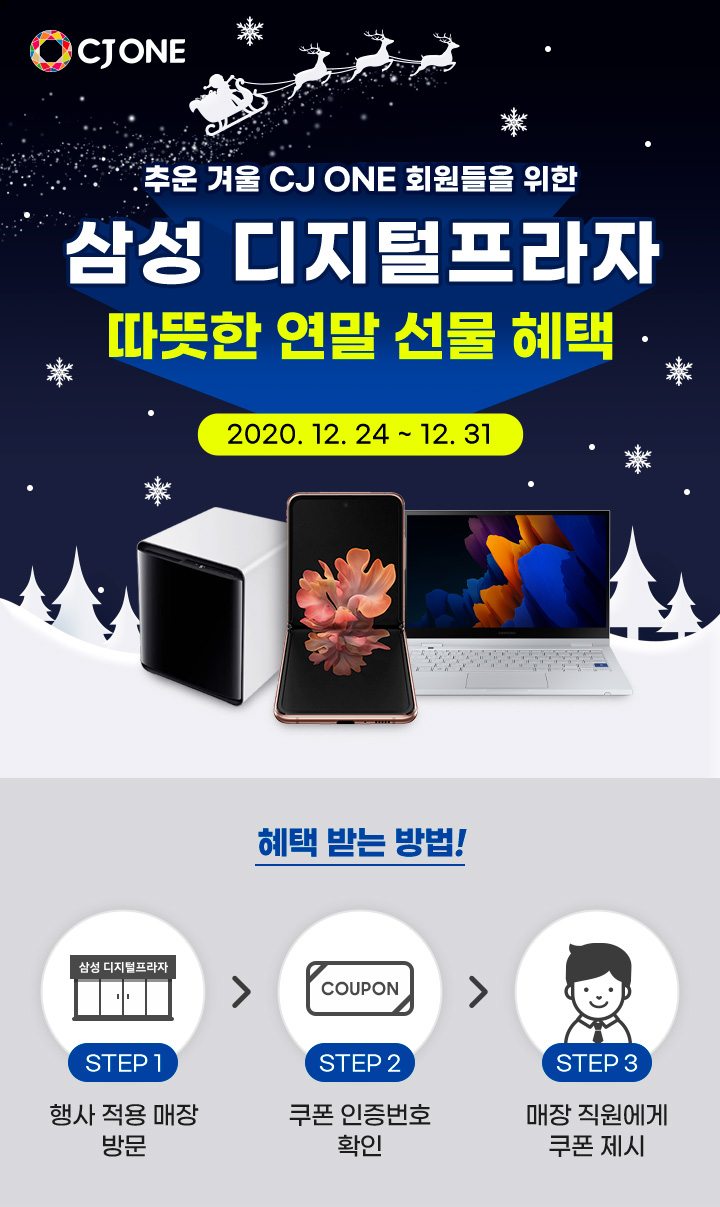 CJ ONE
추운 겨울 CJ ONE 회원들을 위한
삼성 디지털프라자
따뜻한 연말 선물 혜택
2020. 12. 24 ~ 12. 31
혜택 받는 방법!
삼성 디지털프라자
STEP 1
행사 적용 매장
방문
COUPON
STEP 2
쿠폰 인증번호
확인
STEP 3
매장 직원에게
쿠폰 제시